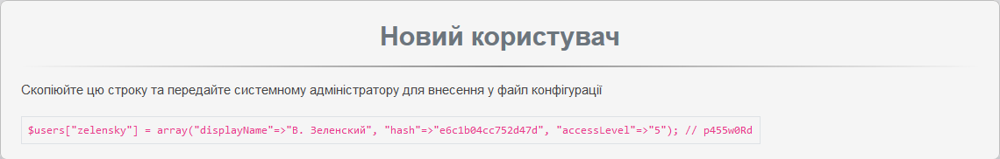 Новий користувач
Скопіюйте цю строку та передайте системному адміністратору для внесення у файл конфігурації
$users["zelensky"] = array("displayName"=>"В. Зеленский", "hash"=>"e6c1b04cc752d47d", "accessLevel"=>"5"); // p455w0Rd